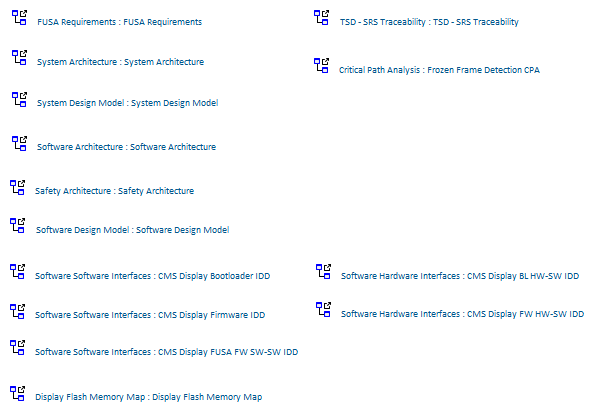 FUSA Requirements : FUSA Requirements
TSD - SRS Traceability : TSD - SRS Traceability
System Architecture : System Architecture
Critical Path Analysis : Frozen Frame Detection CPA
System Design Model : System Design Model
Software Architecture : Software Architecture
Safety Architecture : Safety Architecture
Software Design Model : Software Design Model
Software Software Interfaces : CMS Display Bootloader IDD
Software Hardware Interfaces : CMS Display BL HW-SW IDD
Software Software Interfaces : CMS Display Firmware IDD
Software Hardware Interfaces : CMS Display FW HW-SW IDD
Software Software Interfaces : CMS Display FUSA FW SW-SW IDD
Display Flash Memory Map : Display Flash Memory Map